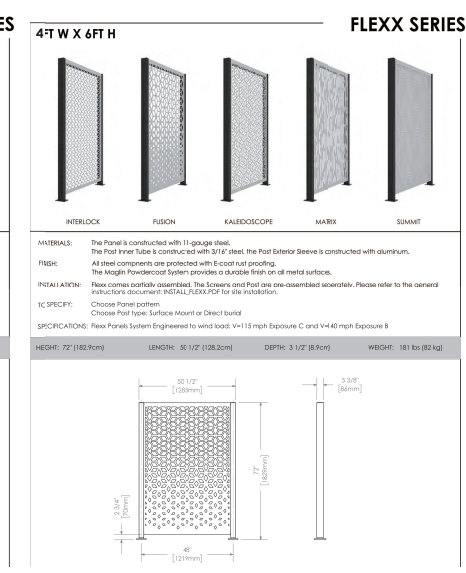 ES
FLEXX SERIES
4FT W X 6FT H
INTERLOCK
FUSION
KALEIDOSCOPE
MATRIX
SUMMIT
MATERIALS: The Panel is constructed with 11-gauge steel.
The Post Inner Tube is constructed with 3/16" steel, the Post Exterior Sleeve is constructed with aluminum.
FINISH: All steel compnents are protected with E-coat rust proofing.
The Maglin Powdercoat System provides a durable finish on all metal surfaces.
INSTALLATION: Flexx comes partially assembled. The Screens and Post are pre-assembled seperately. Please refer to the general
instructions document: INSTALL_FLEXX.PDF for site installation.
TO SPECIFY: Choose Panel pattern
Choose Post type: Surface Mount or Direct burial
SPECIFICATIONS: Flexx Panels System Engineered to wind load: V=115 mph Exposure C and V=140 mph Exposure B
HEIGHT: 72" (182.9cm) LENGTH: 50 1/2" (128.2cm) DEPTH: 3 1/2" (8.9cm) WEIGHT: 181 lbs (82 kg)
50 1/2"
[1283mm]
3 3/8"
[86mm]
72"
[1829mm]
2 3/4"
[70mm]
48"
[1219mm]